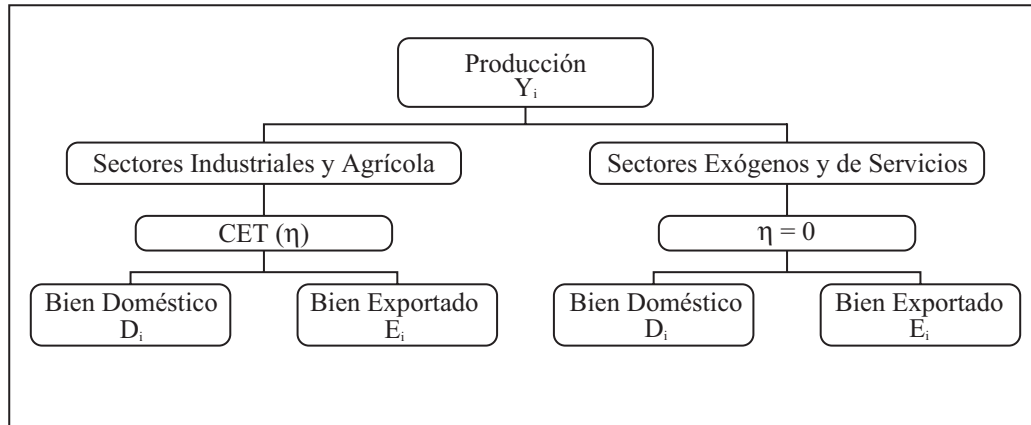 Producción
Yᵢ
Sectores Industriales y Agrícola
Sectores Exógenos y de Servicios
CET (η)
η = 0
Bien Doméstico
Dᵢ
Bien Exportado
Eᵢ
Bien Doméstico
Dᵢ
Bien Exportado
Eᵢ